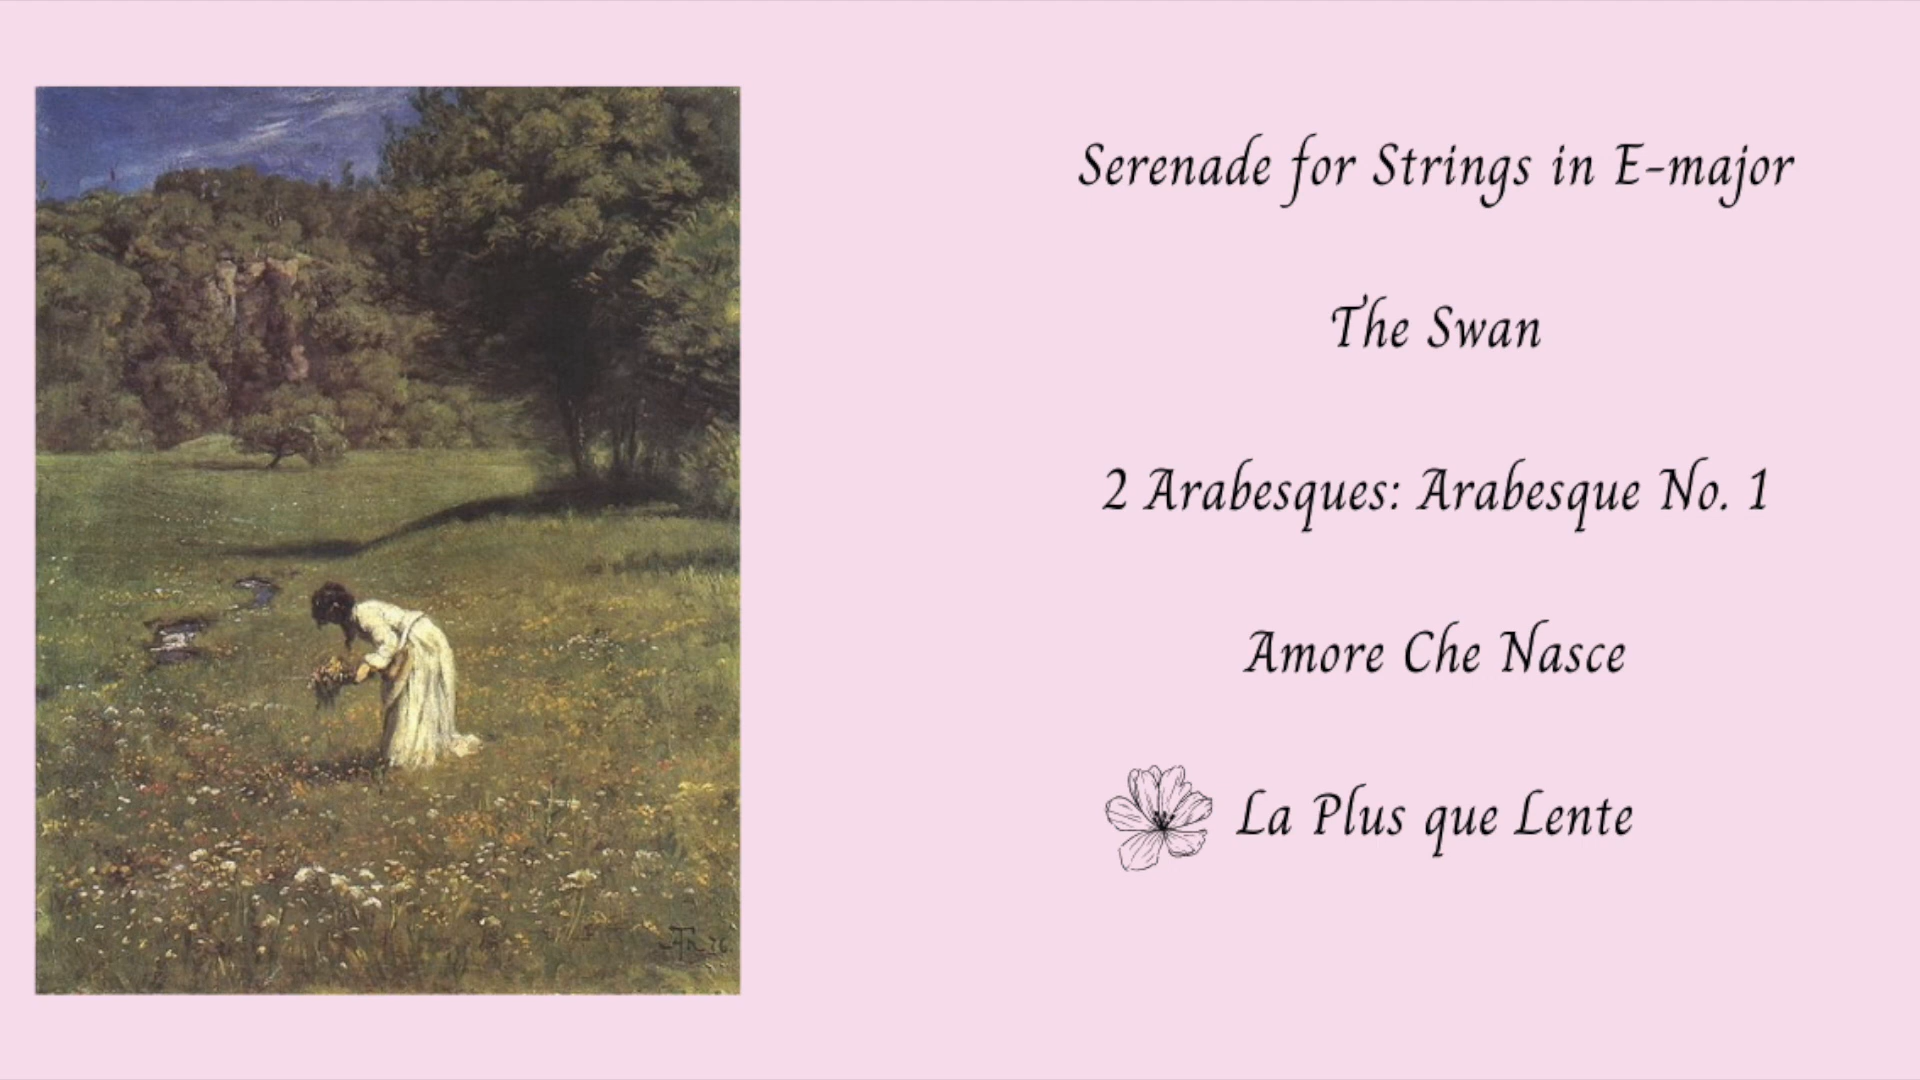 Serenade for Strings in E-major
The Swan
2 Arabesques: Arabesque No. 1
Amore Che Nasce
La Plus que Lente